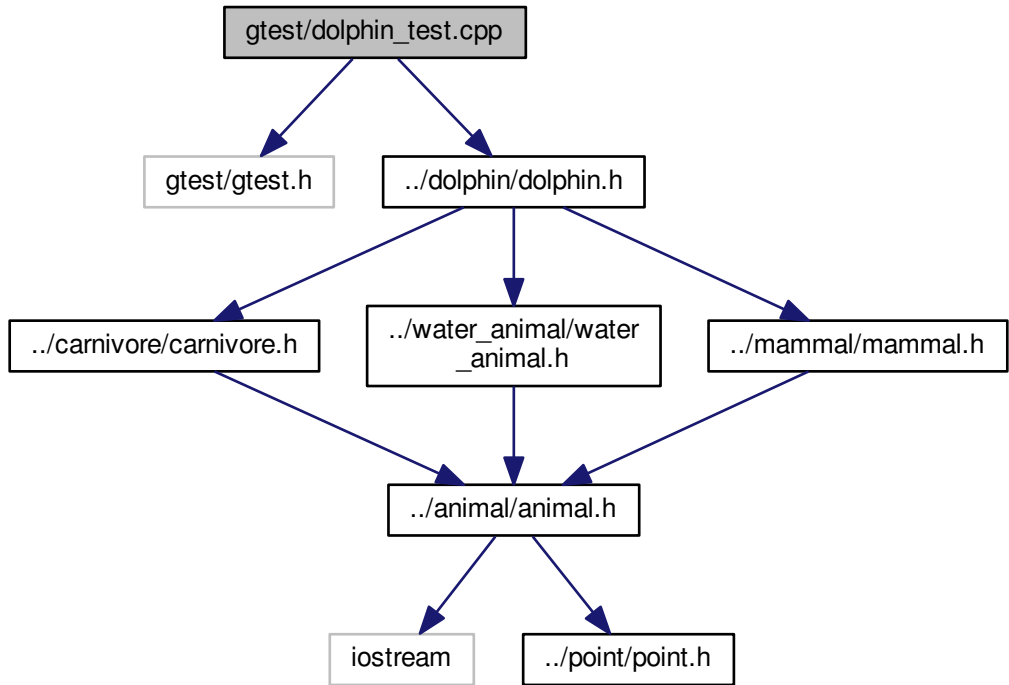 gtest/dolphin_test.cpp
gtest/gtest.h
../dolphin/dolphin.h
../carnivore/carnivore.h
../water_animal/water
_animal.h
../mammal/mammal.h
../animal/animal.h
iostream
../point/point.h